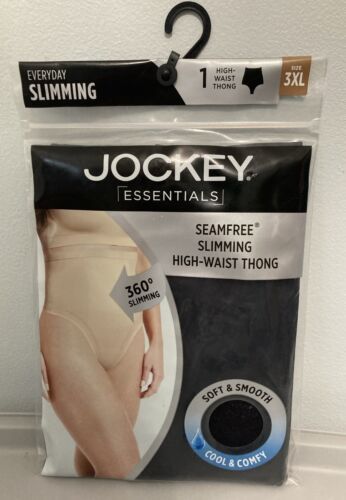 EVERYDAY
SLIMMING
1 HIGH-
WAIST
THONG
SIZE
3XL
JOCKEY®
ESSENTIALS
SEAMFREE®
SLIMMING
HIGH-WAIST THONG
360°
SLIMMING
SOFT & SMOOTH
COOL & COMFY